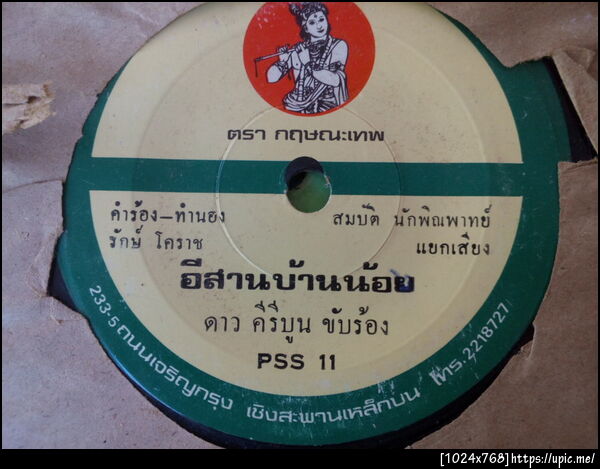 ตรา กฤษณะเทพ
คำร้อง-ทำนอง
รักษ์ โคราช
สมบัติ นักพิณพาทย์
แยกเสียง
อีสานบ้านน้อย
ดาว คีรีบูน ขับร้อง
PSS 11
233-5 ถนนเจริญกรุง เชิงสะพานเหล็กบน โทร.2218727
[1024x768]https://upic.me/